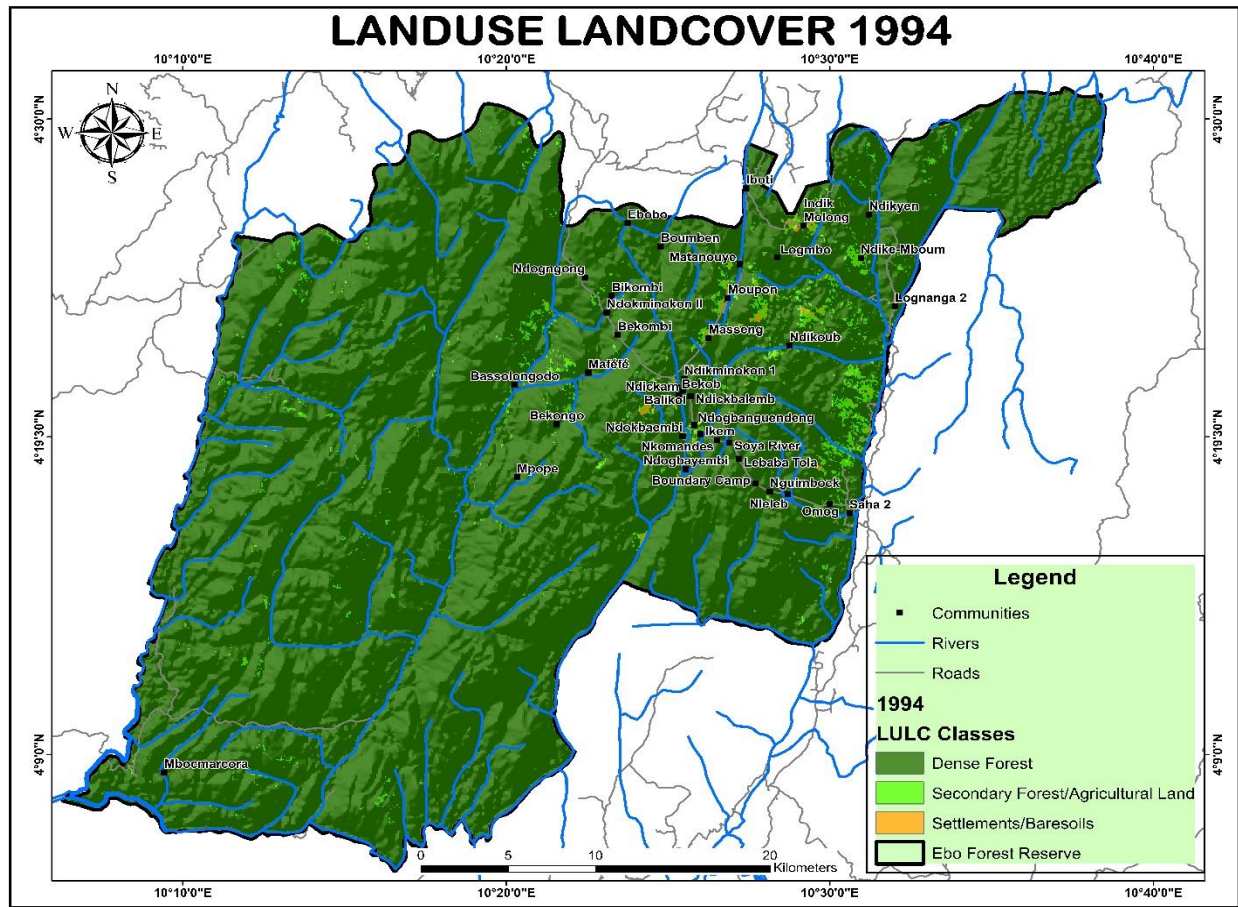 LANDUSE LANDCOVER 1994
10°10'0"E
10°20'0"E
10°30'0"E
10°40'0"E
4°30'0"N
4°30'0"N
N
W
E
S
Iboti
Indik
Molong
Ndikyen
Ebobo
Boumben
Matanouye
Logmbo
Ndike-Mboum
Ndogngong
Bikombi
Moupon
Lognanga 2
Ndokminokon II
Bekombi
Masseng
Ndikoub
Maféfé
Ndikminokon 1
Bassolongodo
Ndickam
Bekob
Balikol
Ndickbalemb
Bekongo
Ndogbanguendeng
Ndokbaembi
Ikem
4°19'30"N
4°19'30"N
Nkomandes
Soya River
Ndogbayembi
Lebaba Tola
Mpope
Boundary Camp
Nguimbock
Nleleb
Omog
Saha 2
Legend
Communities
Rivers
Roads
1994
LULC Classes
Dense Forest
Secondary Forest/Agricultural Land
Settlements/Baresoils
Ebo Forest Reserve
4°9'0"N
4°9'0"N
Mbocmarcora
0
5
10
20
Kilometers
10°10'0"E
10°20'0"E
10°30'0"E
10°40'0"E